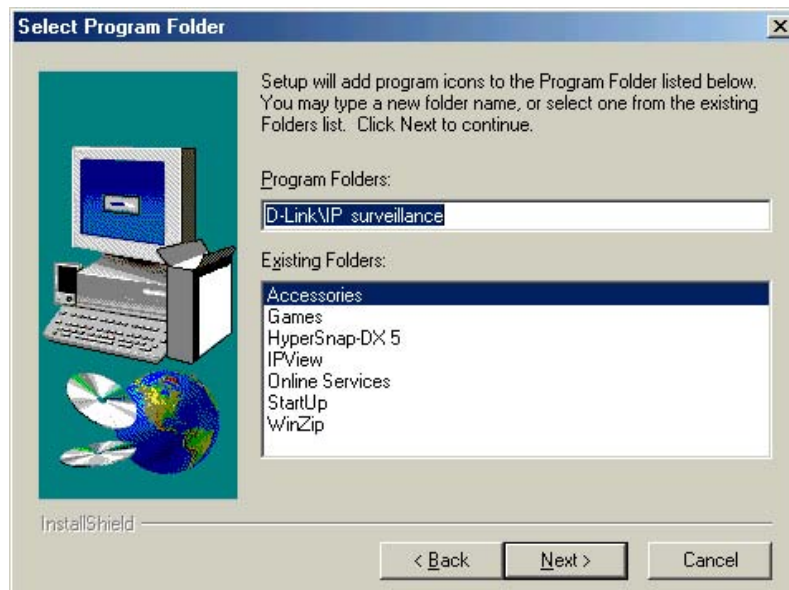 Select Program Folder
Setup will add program icons to the Program Folder listed below.
You may type a new folder name, or select one from the existing
Folders list. Click Next to continue.
Program Folders:
D-Link\IP surveillance
Existing Folders:
Accessories
Games
HyperSnap-DX 5
IPView
Online Services
StartUp
WinZip
InstallShield
< Back
Next >
Cancel